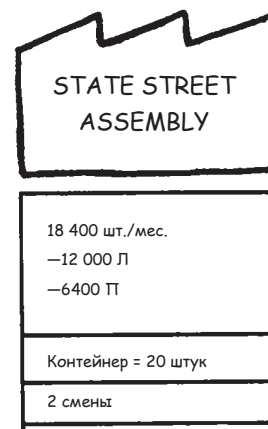 STATE STREET
ASSEMBLY
18 400 шт./мес.
—12 000 Л
—6400 П
Контейнер = 20 штук
2 смены